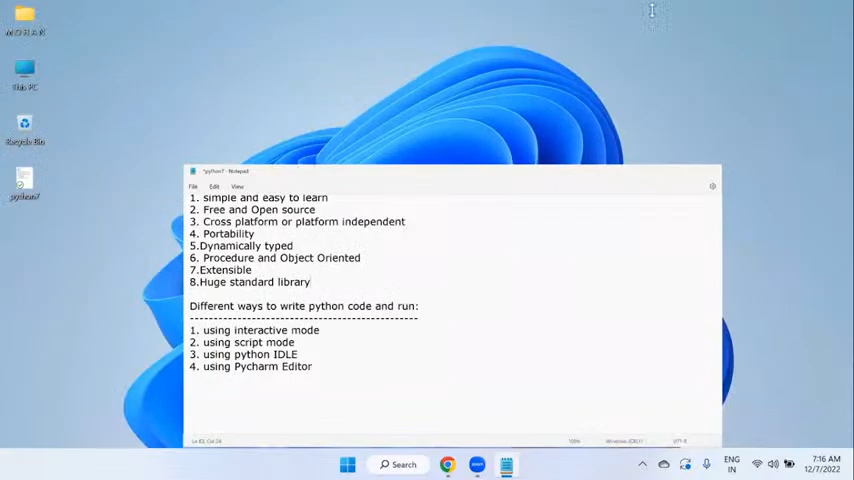 M O H A N
This PC
Recycle Bin
python7
*python7 - Notepad
File Edit View
1. simple and easy to learn
2. Free and Open source
3. Cross platform or platform independent
4. Portability
5.Dynamically typed
6. Procedure and Object Oriented
7.Extensible
8.Huge standard library
Different ways to write python code and run:
--------------------------------------------
1. using interactive mode
2. using script mode
3. using python IDLE
4. using Pycharm Editor
100%
UTF-8
Search
zoom
ENG
IN
7:16 AM
12/7/2022